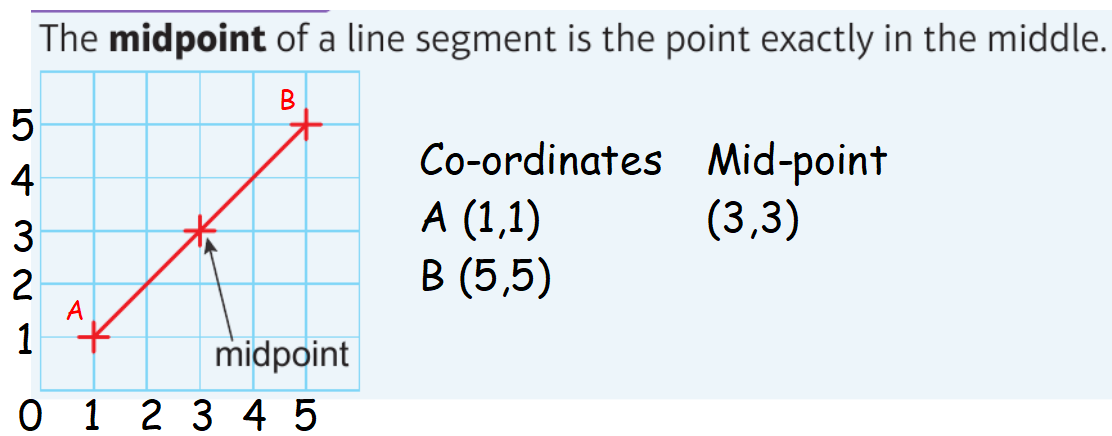 The midpoint of a line segment is the point exactly in the middle.
B
5
4
3
2
1
A
midpoint
0 1 2 3 4 5
Co-ordinates Mid-point
A (1,1) (3,3)
B (5,5)